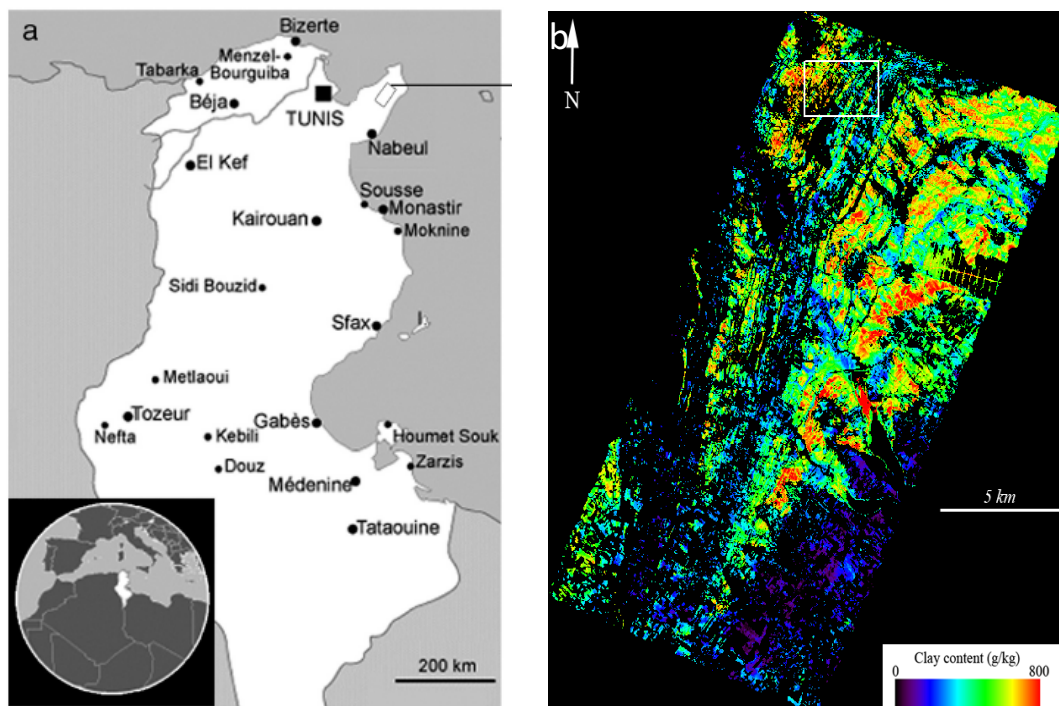 a
Bizerte
Menzel-
Bourguiba
Tabarka
Béja
TUNIS
Nabeul
El Kef
Sousse
Monastir
Kairouan
Moknine
Sidi Bouzid
Sfax
Metlaoui
Tozeur
Gabès
Nefta
Kebili
Houmet Souk
Douz
Zarzis
Médenine
Tataouine
200 km
b
N
5 km
Clay content (g/kg)
0 800